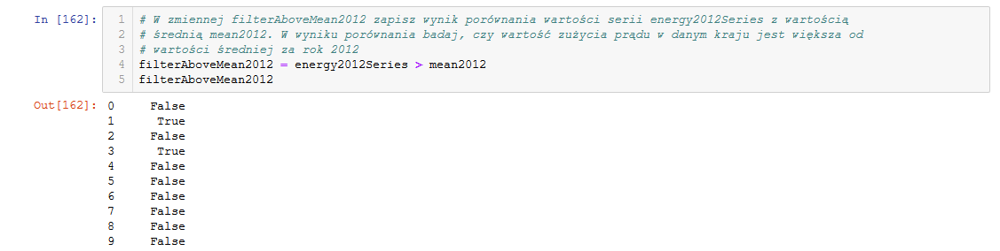 In [162]: 1 # W zmiennej filterAboveMean2012 zapisz wynik porównania wartości serii energy2012Series z wartością
2 # średnią mean2012. W wyniku porównania badaj, czy wartość zużycia prądu w danym kraju jest większa od
3 # wartości średniej za rok 2012
4 filterAboveMean2012 = energy2012Series > mean2012
5 filterAboveMean2012
Out[162]: 0 False
1 True
2 False
3 True
4 False
5 False
6 False
7 False
8 False
9 False